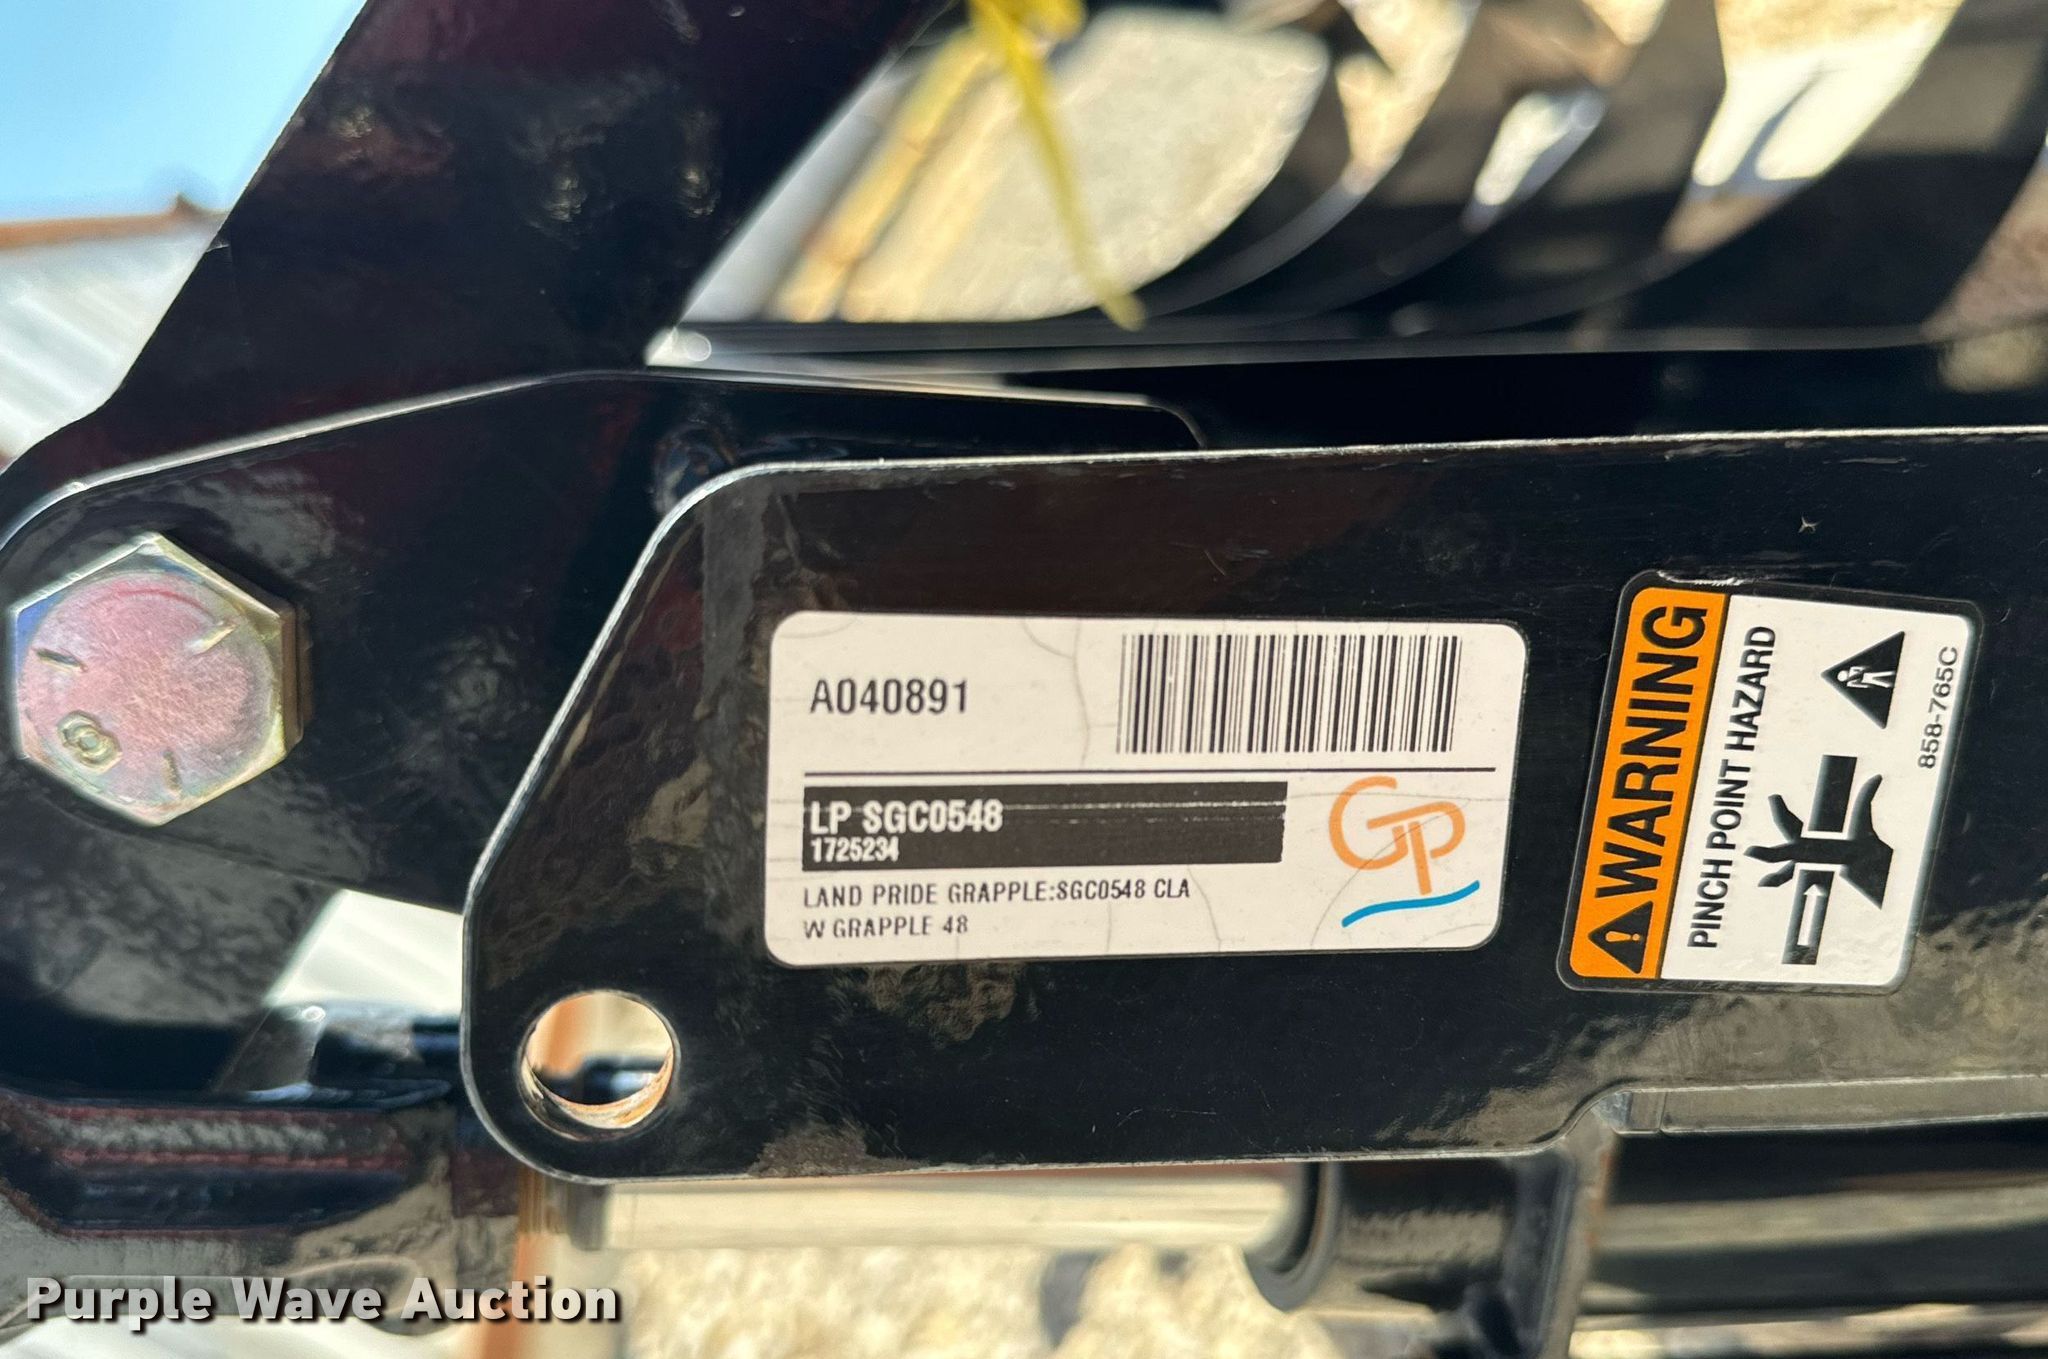 A040891
LP SGC0548
1725234
LAND PRIDE GRAPPLE:SGC0548 CLA
W GRAPPLE 48
GP
WARNING
PINCH POINT HAZARD
858-765C
8
Purple Wave Auction